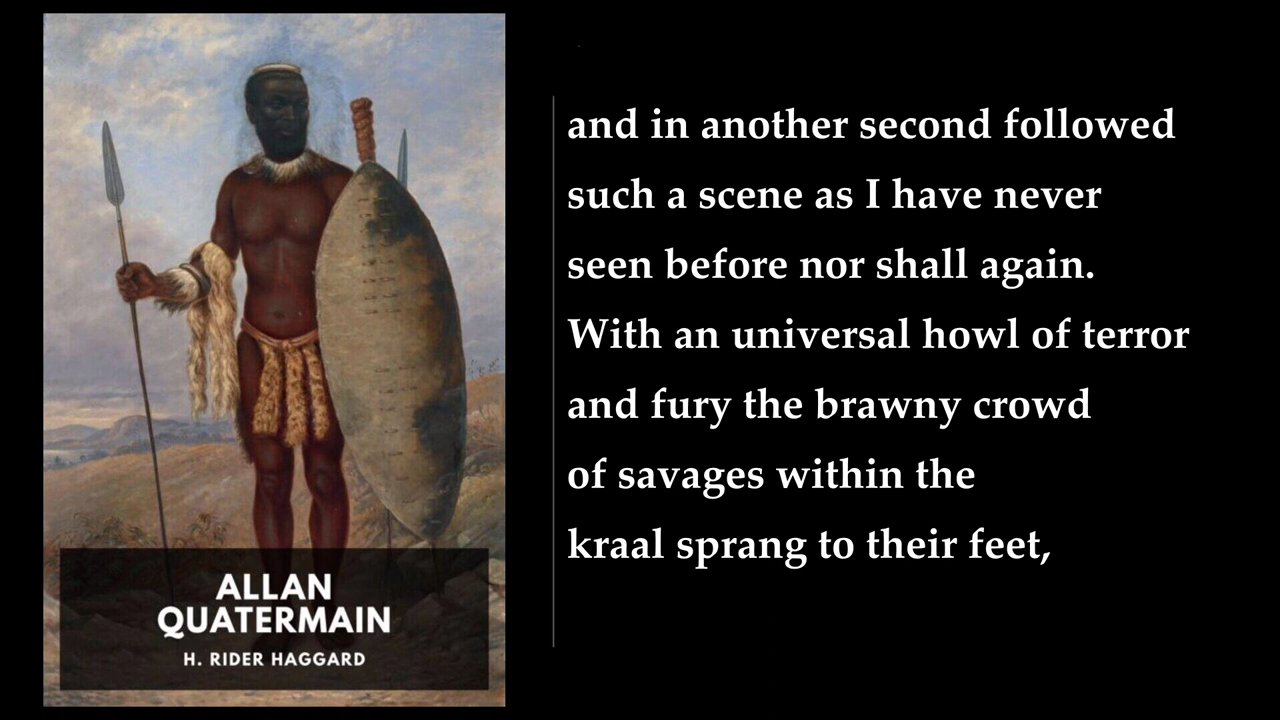 and in another second followed
such a scene as I have never
seen before nor shall again.
With an universal howl of terror
and fury the brawny crowd
of savages within the
kraal sprang to their feet,
ALLAN
QUATERMAIN
H. RIDER HAGGARD